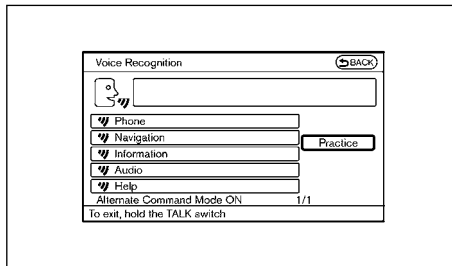 Voice Recognition
BACK
Phone
Navigation
Practice
Information
Audio
Help
Alternate Command Mode ON 1/1
To exit, hold the TALK switch